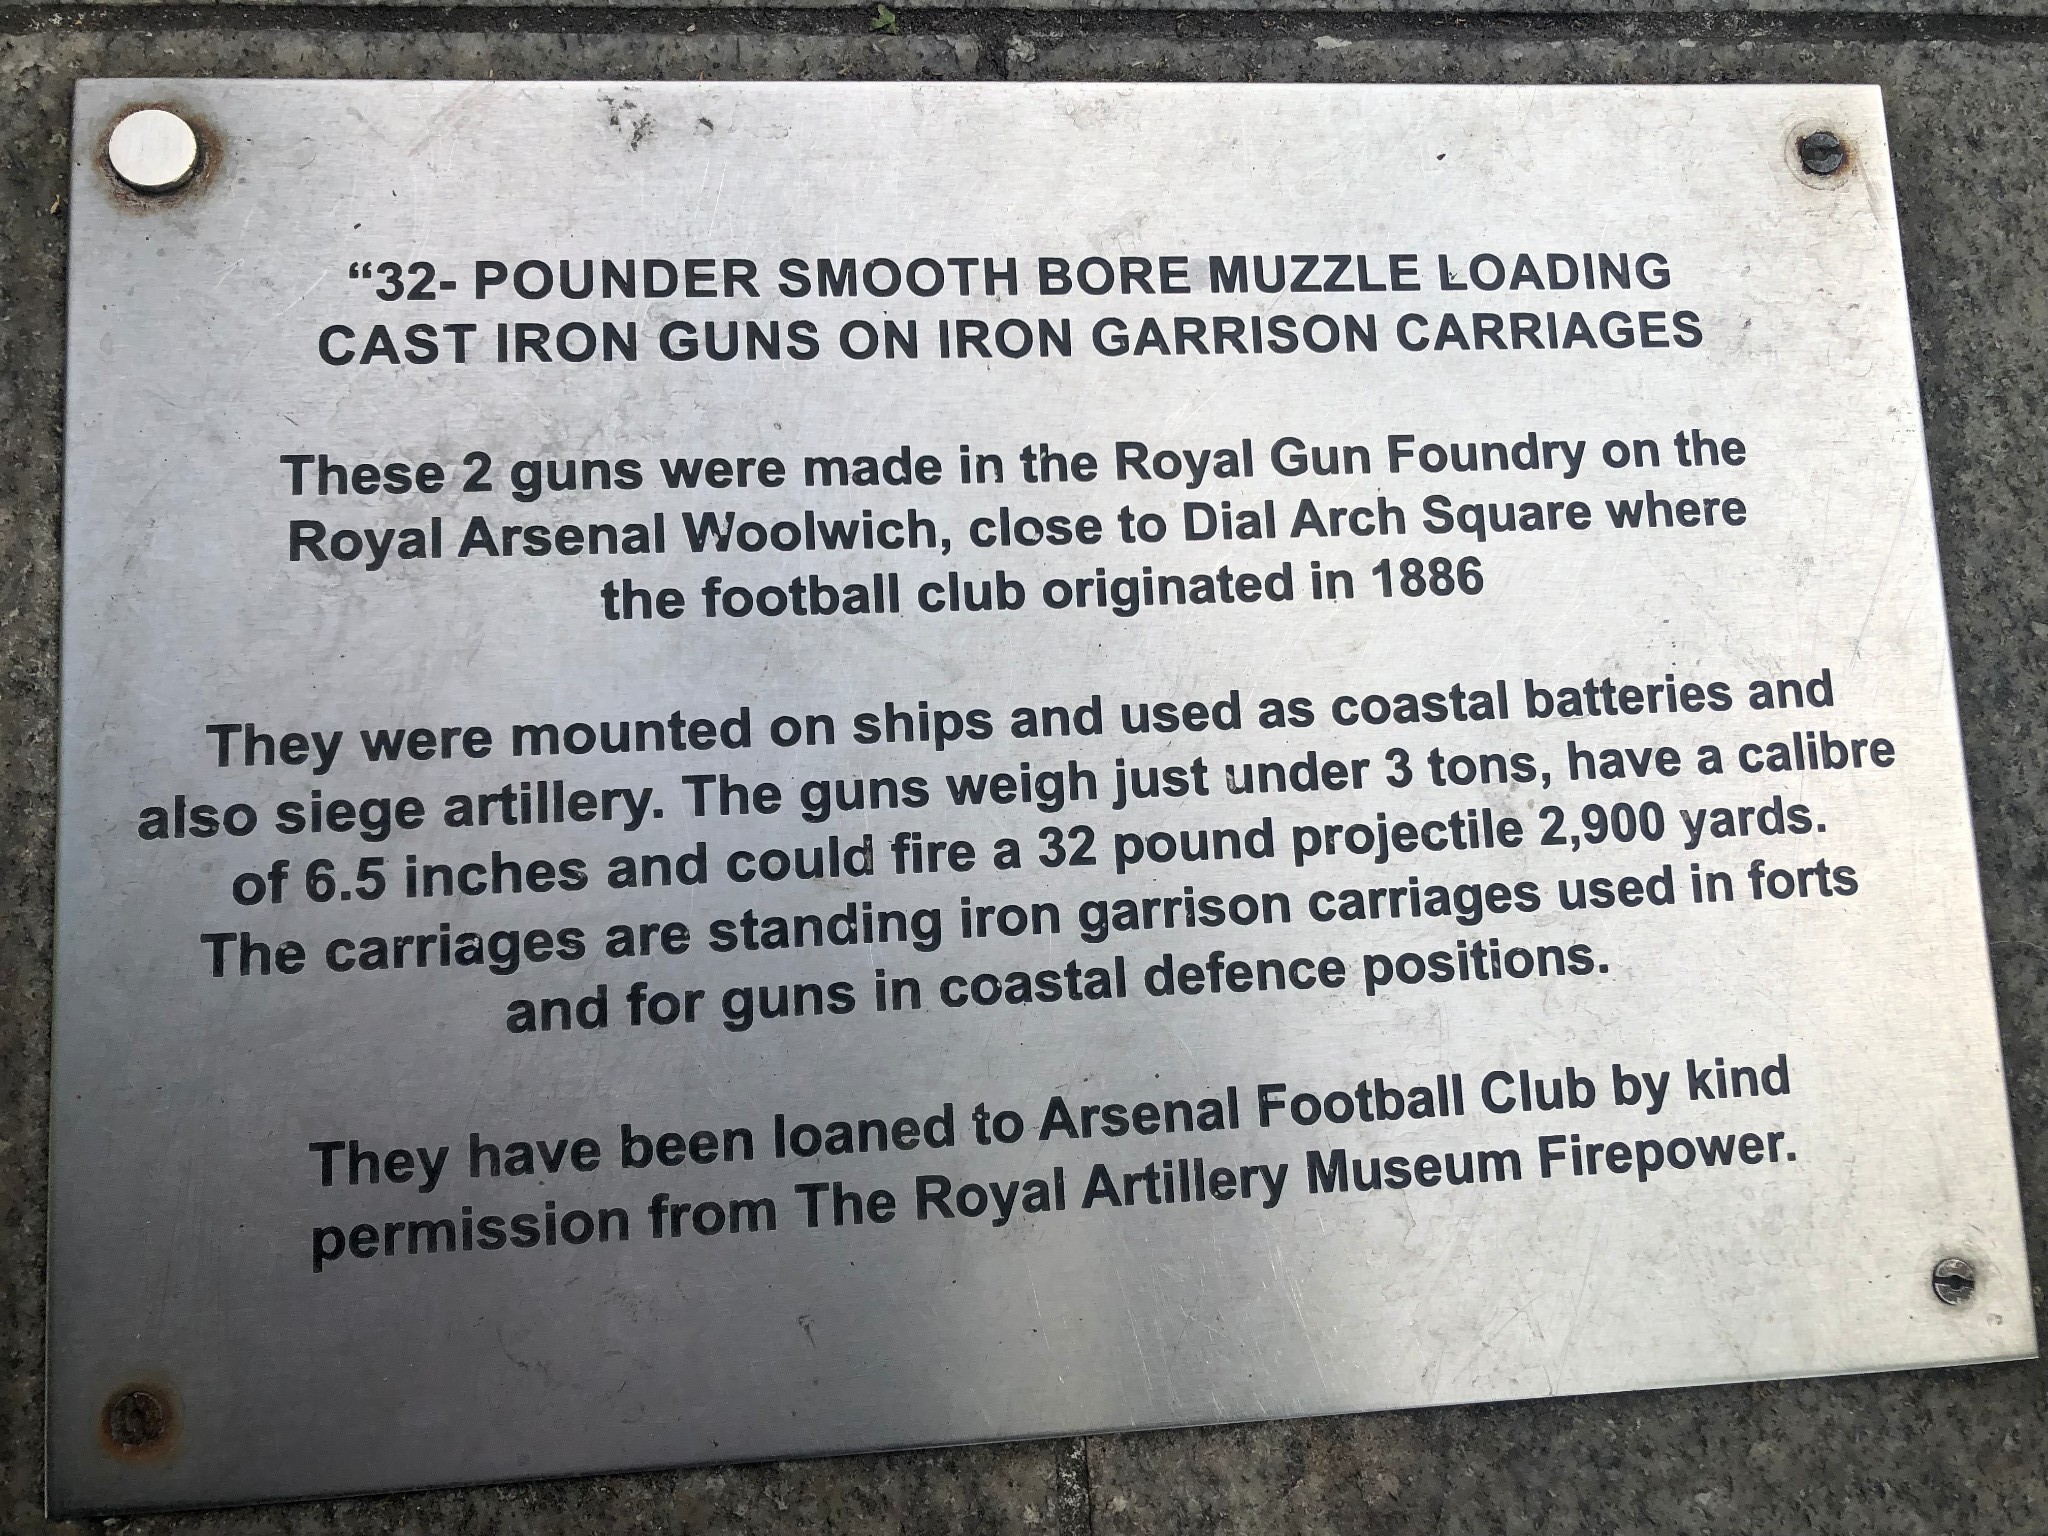 “32- POUNDER SMOOTH BORE MUZZLE LOADING
CAST IRON GUNS ON IRON GARRISON CARRIAGES
These 2 guns were made in the Royal Gun Foundry on the
Royal Arsenal Woolwich, close to Dial Arch Square where
the football club originated in 1886
They were mounted on ships and used as coastal batteries and
also siege artillery. The guns weigh just under 3 tons, have a calibre
of 6.5 inches and could fire a 32 pound projectile 2,900 yards.
The carriages are standing iron garrison carriages used in forts
and for guns in coastal defence positions.
They have been loaned to Arsenal Football Club by kind
permission from The Royal Artillery Museum Firepower.